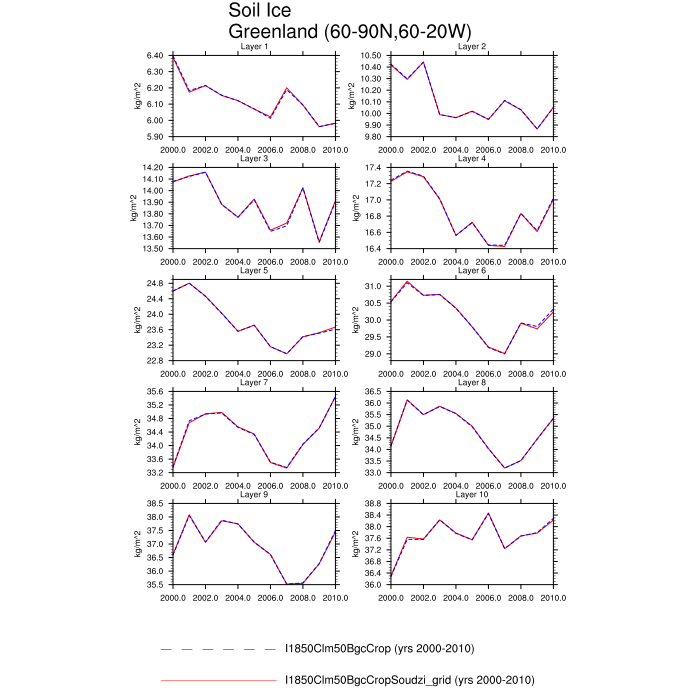 Soil Ice
Greenland (60-90N,60-20W)
Layer 1
kg/m^2
6.40
6.30
6.20
6.10
6.00
5.90
2000.0 2002.0 2004.0 2006.0 2008.0 2010.0
Layer 2
kg/m^2
10.50
10.40
10.30
10.20
10.10
10.00
9.90
9.80
2000.0 2002.0 2004.0 2006.0 2008.0 2010.0
Layer 3
kg/m^2
14.20
14.10
14.00
13.90
13.80
13.70
13.60
13.50
2000.0 2002.0 2004.0 2006.0 2008.0 2010.0
Layer 4
kg/m^2
17.4
17.2
17.0
16.8
16.6
16.4
2000.0 2002.0 2004.0 2006.0 2008.0 2010.0
Layer 5
kg/m^2
24.8
24.4
24.0
23.6
23.2
22.8
2000.0 2002.0 2004.0 2006.0 2008.0 2010.0
Layer 6
kg/m^2
31.0
30.5
30.0
29.5
29.0
2000.0 2002.0 2004.0 2006.0 2008.0 2010.0
Layer 7
kg/m^2
35.6
35.2
34.8
34.4
34.0
33.6
33.2
2000.0 2002.0 2004.0 2006.0 2008.0 2010.0
Layer 8
kg/m^2
36.5
36.0
35.5
35.0
34.5
34.0
33.5
33.0
2000.0 2002.0 2004.0 2006.0 2008.0 2010.0
Layer 9
kg/m^2
38.5
38.0
37.5
37.0
36.5
36.0
35.5
2000.0 2002.0 2004.0 2006.0 2008.0 2010.0
Layer 10
kg/m^2
38.8
38.4
38.0
37.6
37.2
36.8
36.4
36.0
2000.0 2002.0 2004.0 2006.0 2008.0 2010.0
I1850Clm50BgcCrop (yrs 2000-2010)
I1850Clm50BgcCropSoudzi_grid (yrs 2000-2010)